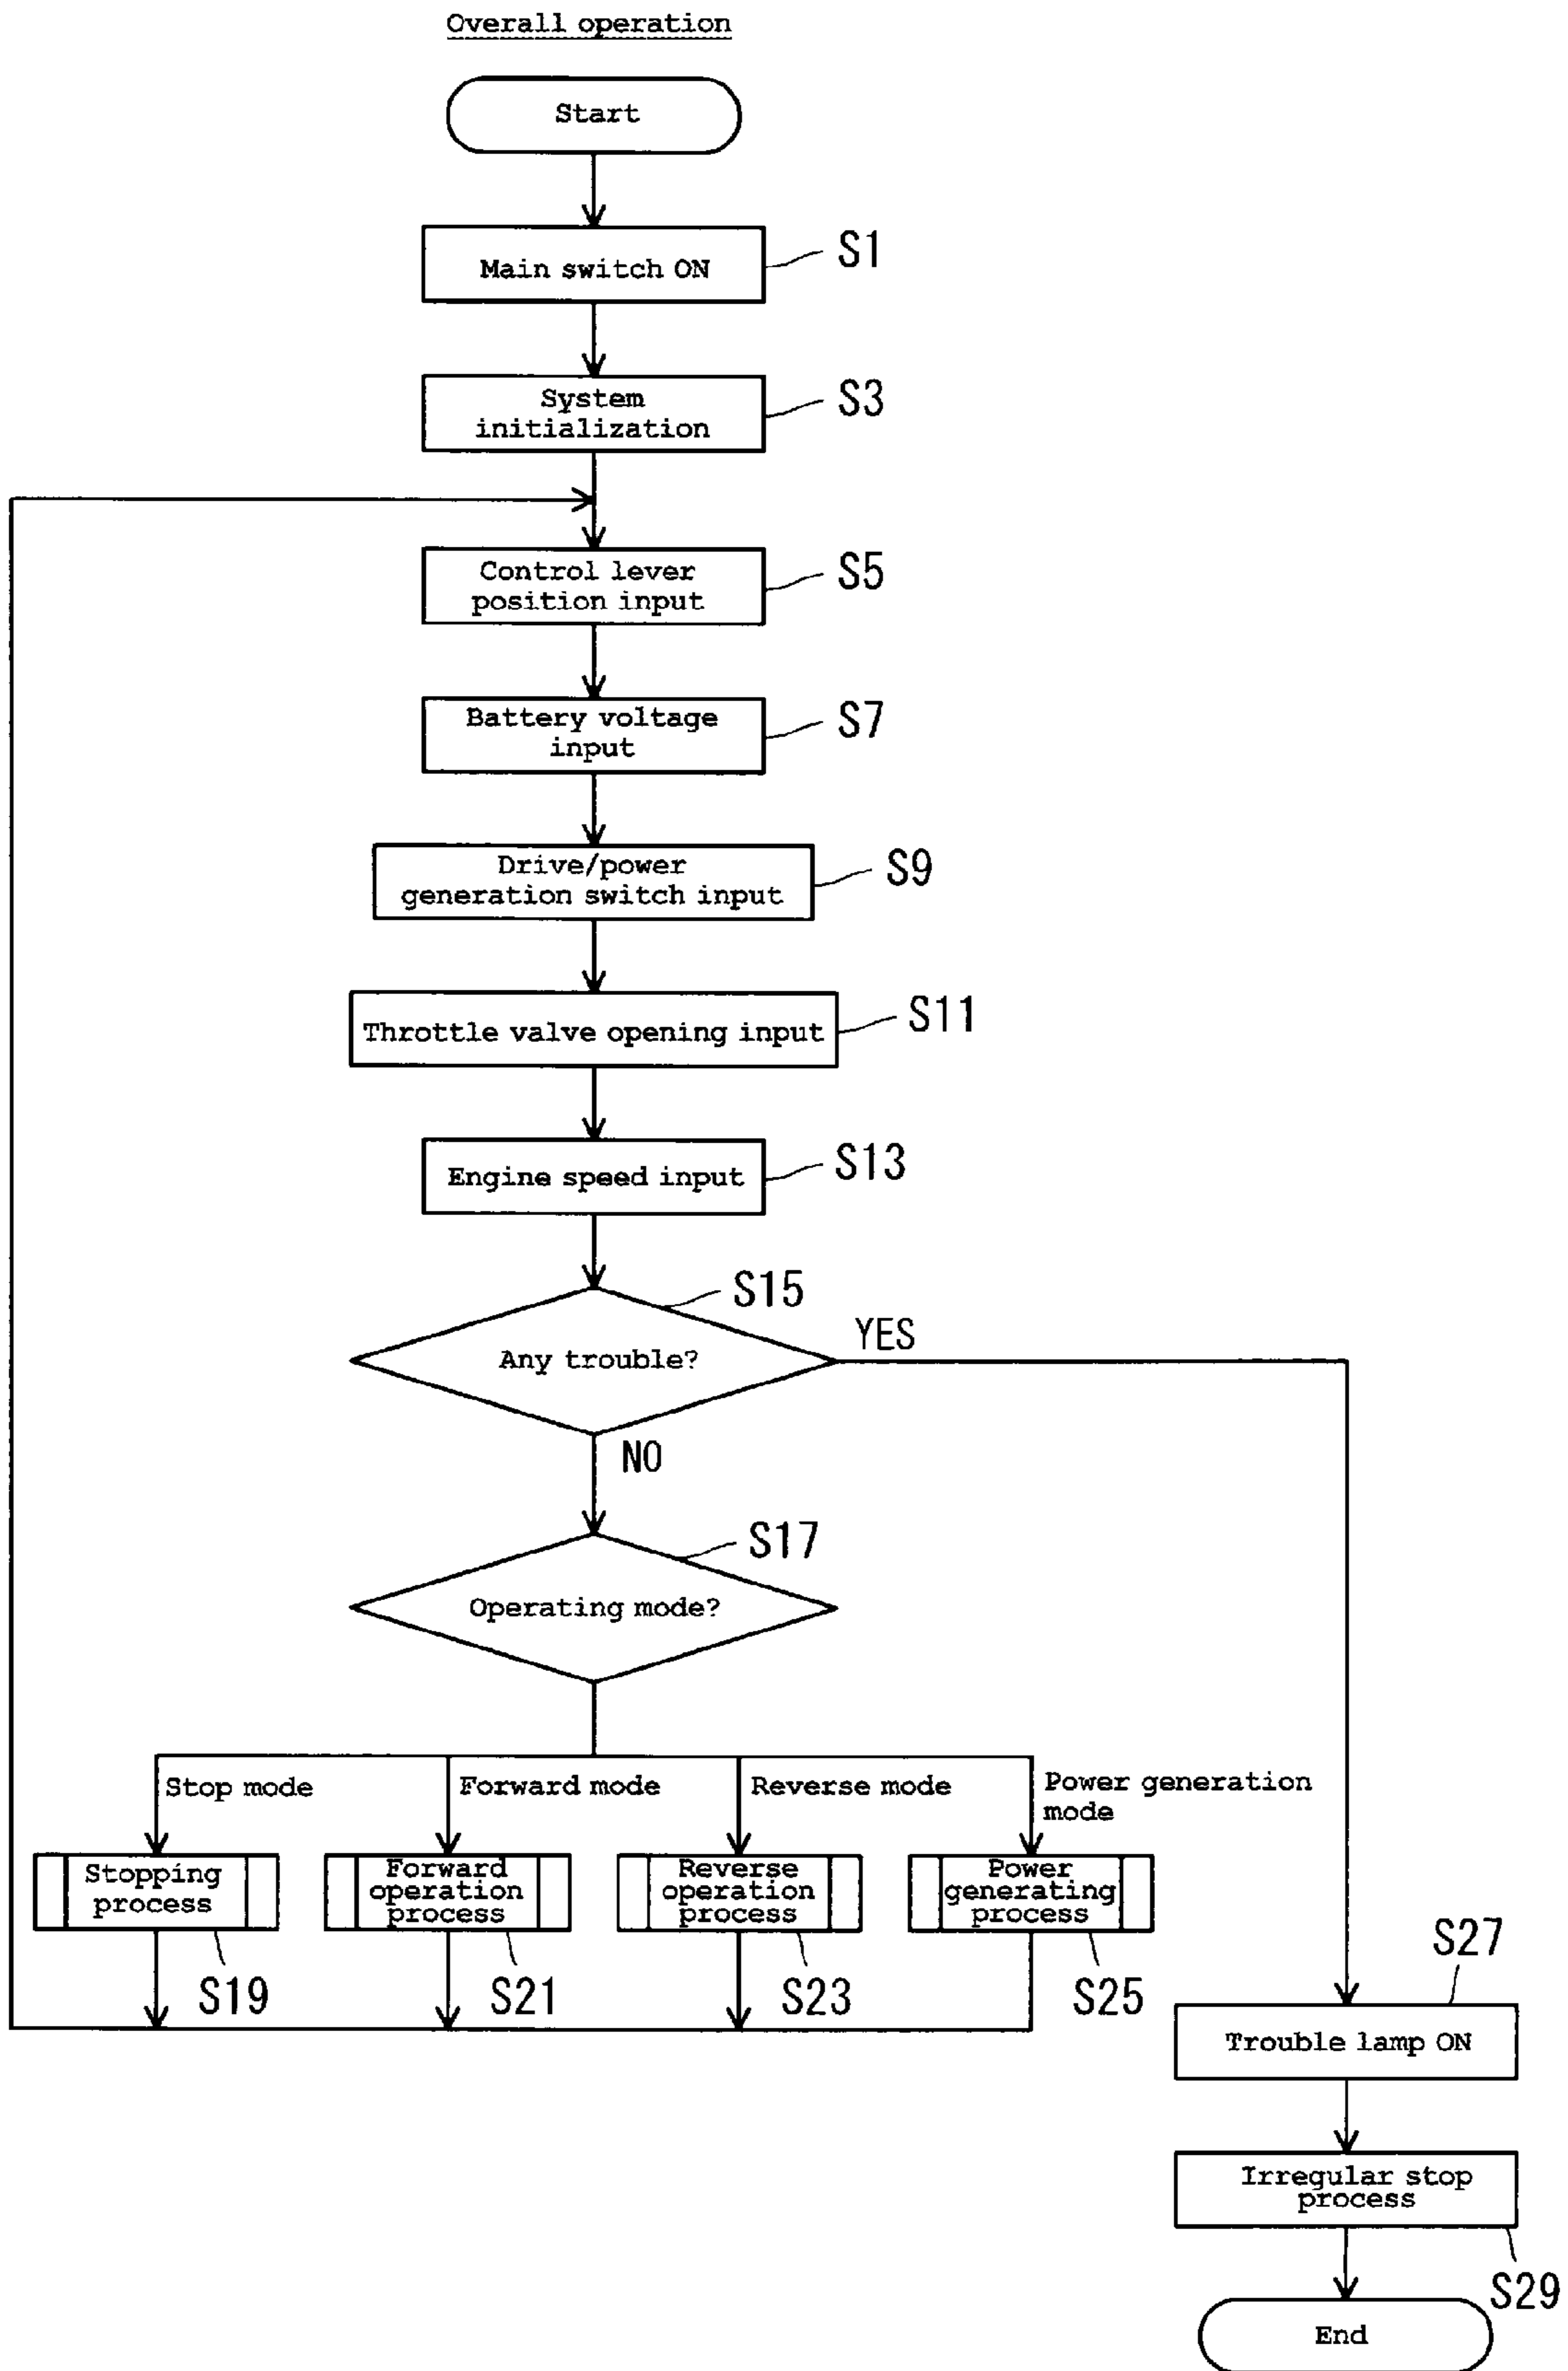 Overall operation
Start
Main switch ON
S1
System
initialization
S3
Control lever
position input
S5
Battery voltage
input
S7
Drive/power
generation switch input
S9
Throttle valve opening input
S11
Engine speed input
S13
S15
Any trouble?
YES
NO
S17
Operating mode?
Stop mode
Forward mode
Reverse mode
Power generation
mode
Stopping
process
S19
Forward
operation
process
S21
Reverse
operation
process
S23
Power
generating
process
S25
S27
Trouble lamp ON
Irregular stop
process
S29
End